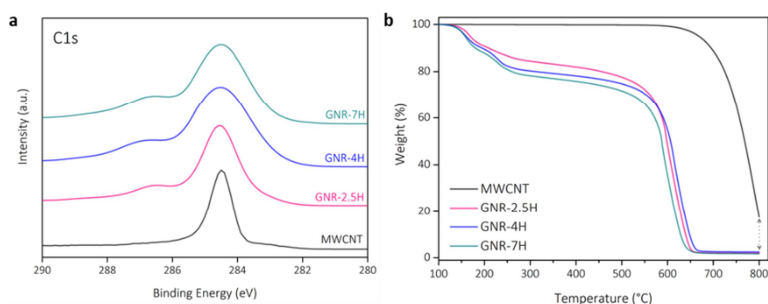 a
C1s
GNR-7H
GNR-4H
GNR-2.5H
MWCNT
Intensity (a.u.)
290 288 286 284 282 280
Binding Energy (eV)
b
100
80
60
40
20
0
Weight (%)
MWCNT
GNR-2.5H
GNR-4H
GNR-7H
100 200 300 400 500 600 700 800
Temperature (°C)